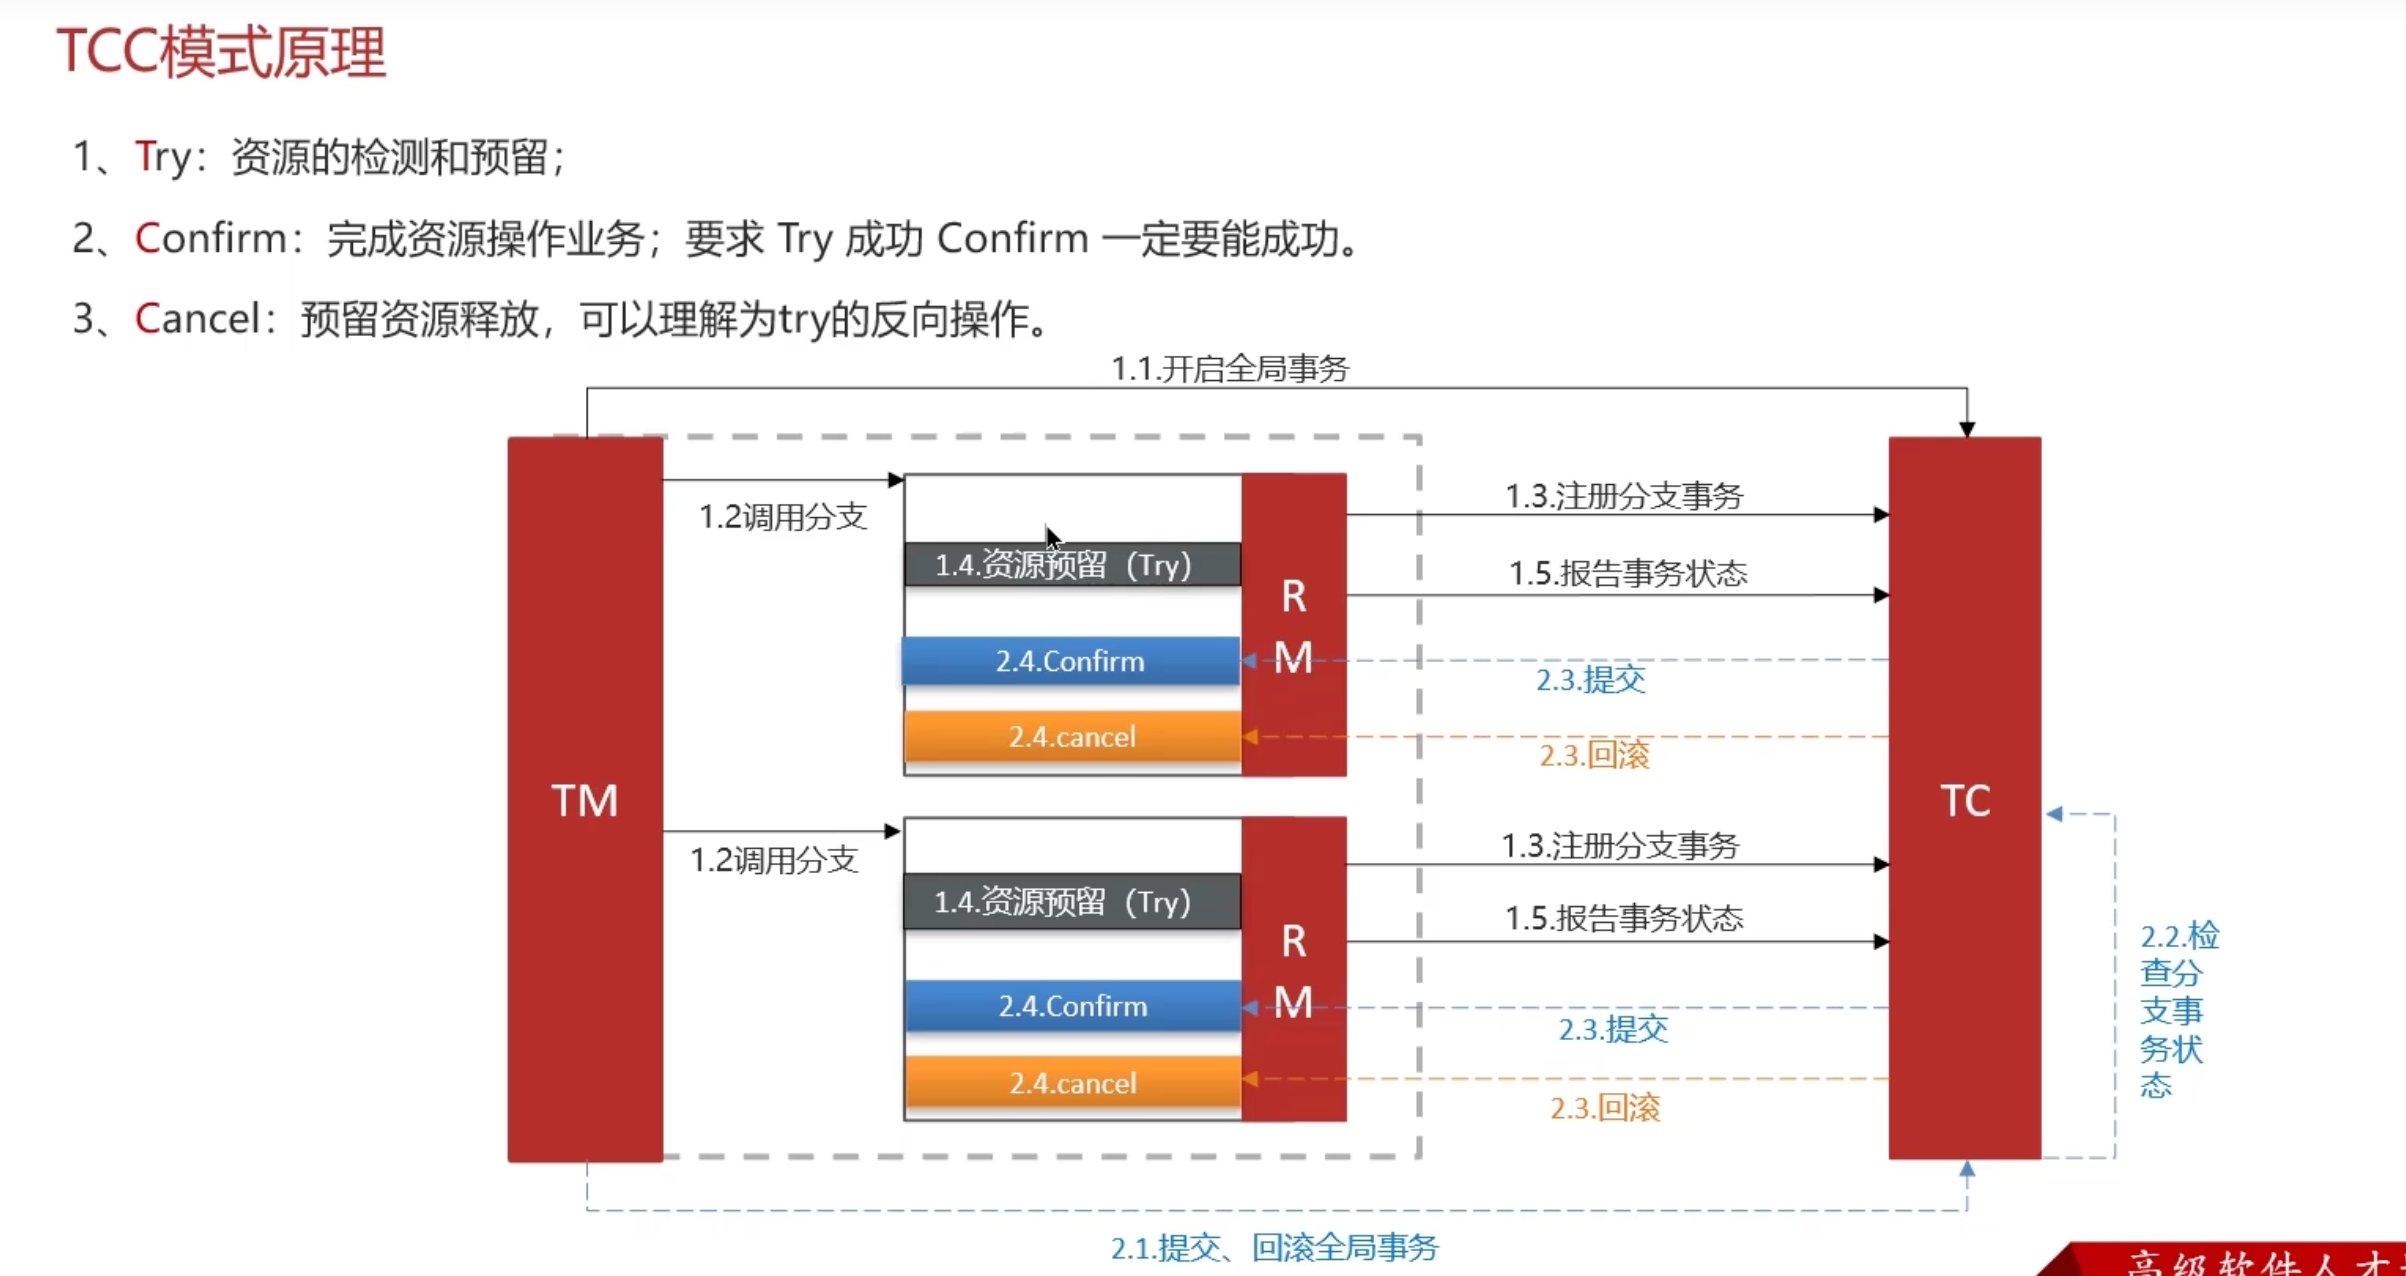 TCC模式原理
1、Try：资源的检测和预留；
2、Confirm：完成资源操作业务；要求 Try 成功 Confirm 一定要能成功。
3、Cancel：预留资源释放，可以理解为try的反向操作。
1.1.开启全局事务
1.2调用分支
1.4.资源预留（Try）
2.4.Confirm
2.4.cancel
R
M
1.3.注册分支事务
1.5.报告事务状态
2.3.提交
2.3.回滚
TM
TC
1.2调用分支
1.4.资源预留（Try）
2.4.Confirm
2.4.cancel
R
M
1.3.注册分支事务
1.5.报告事务状态
2.3.提交
2.3.回滚
2.2.检
查分
支事
务状
态
2.1.提交、回滚全局事务
高级软件人才